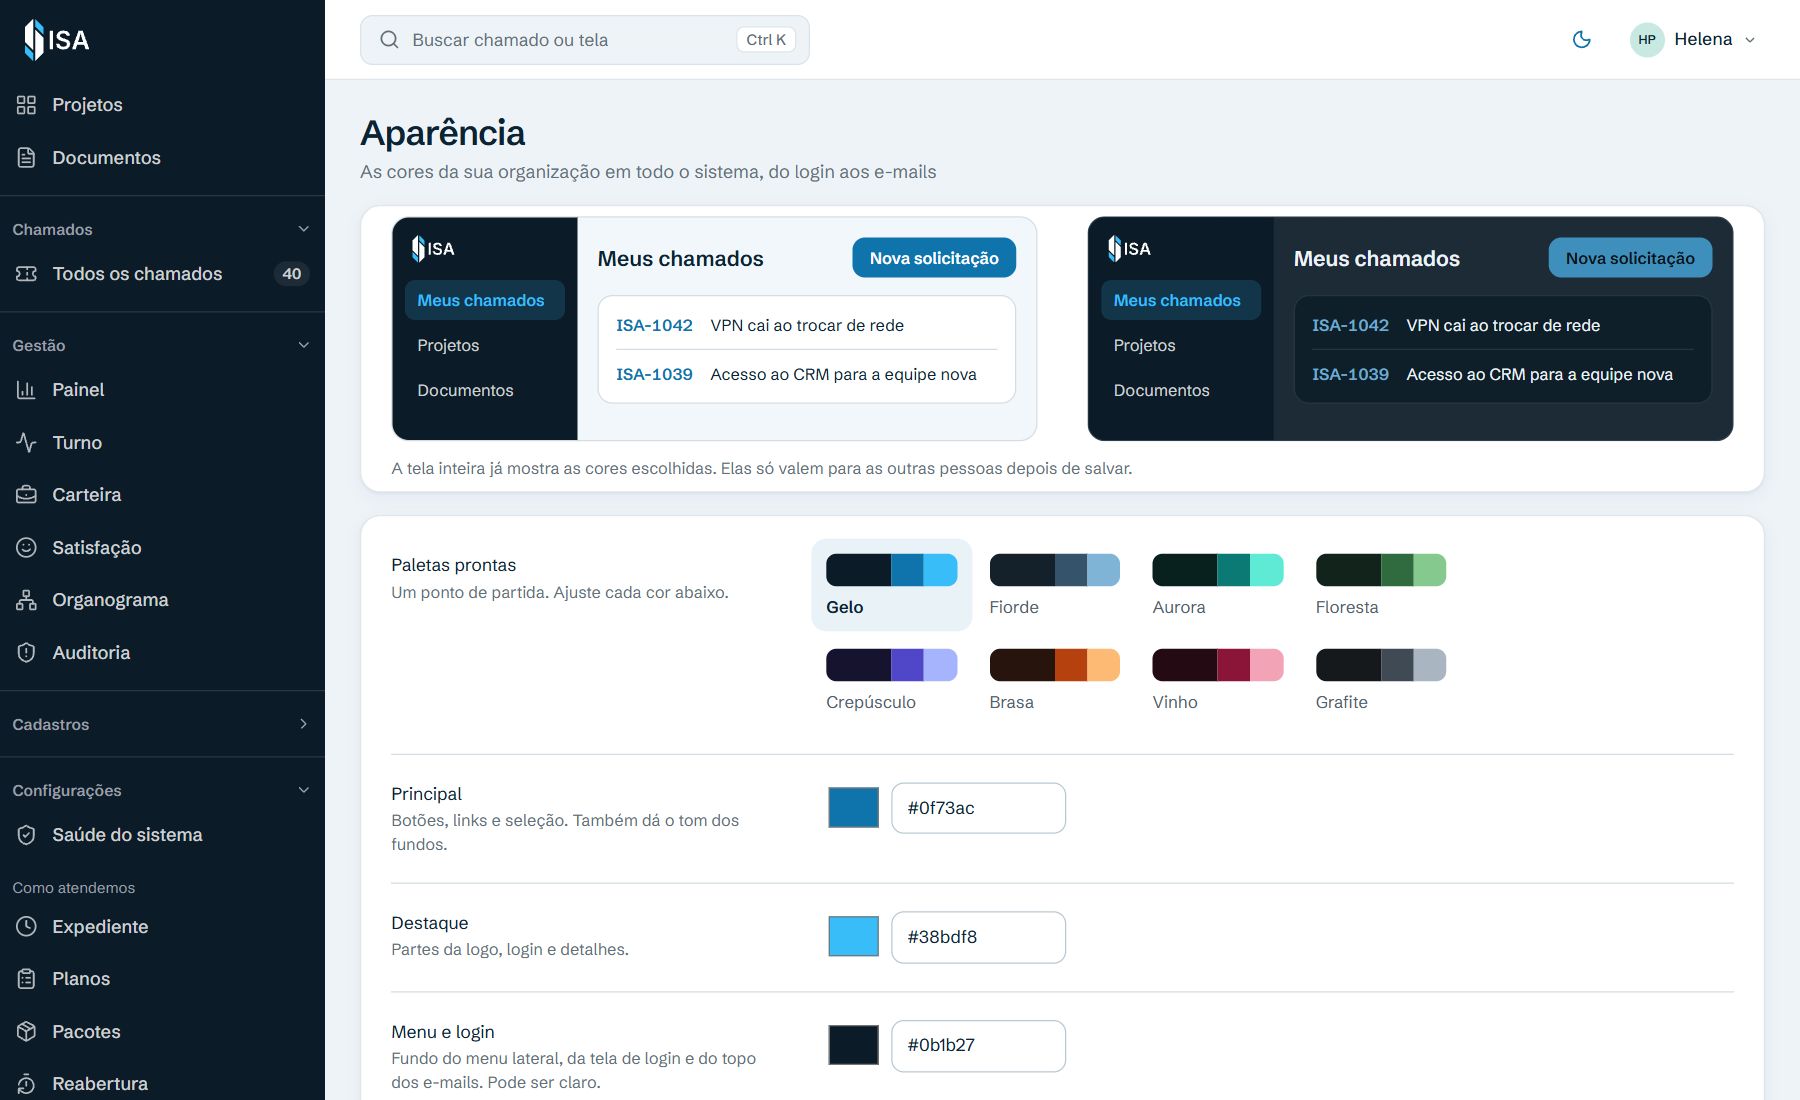 ISA
Projetos
Documentos
Chamados
Todos os chamados 40
Gestão
Painel
Turno
Carteira
Satisfação
Organograma
Auditoria
Cadastros
Configurações
Saúde do sistema
Como atendemos
Expediente
Planos
Pacotes
Reabertura
Buscar chamado ou tela Ctrl K
HP Helena
Aparência
As cores da sua organização em todo o sistema, do login aos e-mails
ISA
Meus chamados
Projetos
Documentos
Meus chamados Nova solicitação
ISA-1042 VPN cai ao trocar de rede
ISA-1039 Acesso ao CRM para a equipe nova
ISA
Meus chamados
Projetos
Documentos
Meus chamados Nova solicitação
ISA-1042 VPN cai ao trocar de rede
ISA-1039 Acesso ao CRM para a equipe nova
A tela inteira já mostra as cores escolhidas. Elas só valem para as outras pessoas depois de salvar.
Paletas prontas
Um ponto de partida. Ajuste cada cor abaixo.
Gelo Fiorde Aurora Floresta
Crepúsculo Brasa Vinho Grafite
Principal
Botões, links e seleção. Também dá o tom dos
fundos.
#0f73ac
Destaque
Partes da logo, login e detalhes.
#38bdf8
Menu e login
Fundo do menu lateral, da tela de login e do topo
dos e-mails. Pode ser claro.
#0b1b27